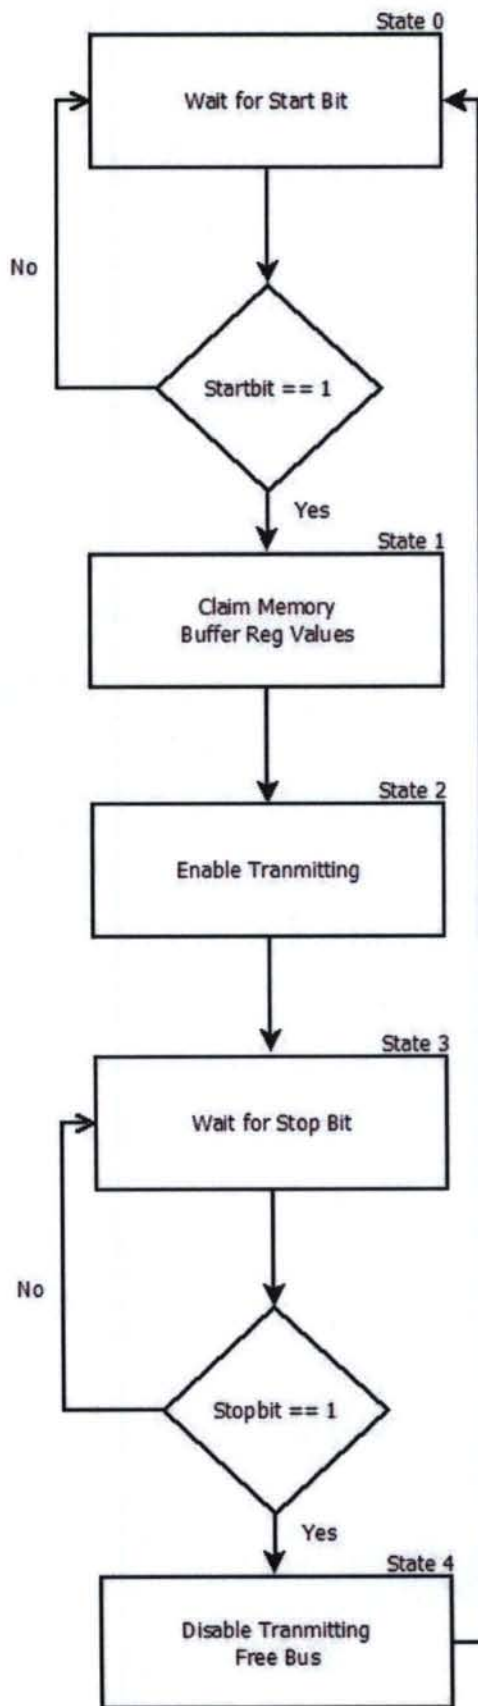 State 0
Wait for Start Bit
No
Startbit == 1
Yes
State 1
Claim Memory
Buffer Reg Values
State 2
Enable Tranmitting
State 3
Wait for Stop Bit
No
Stopbit == 1
Yes
State 4
Disable Tranmitting
Free Bus